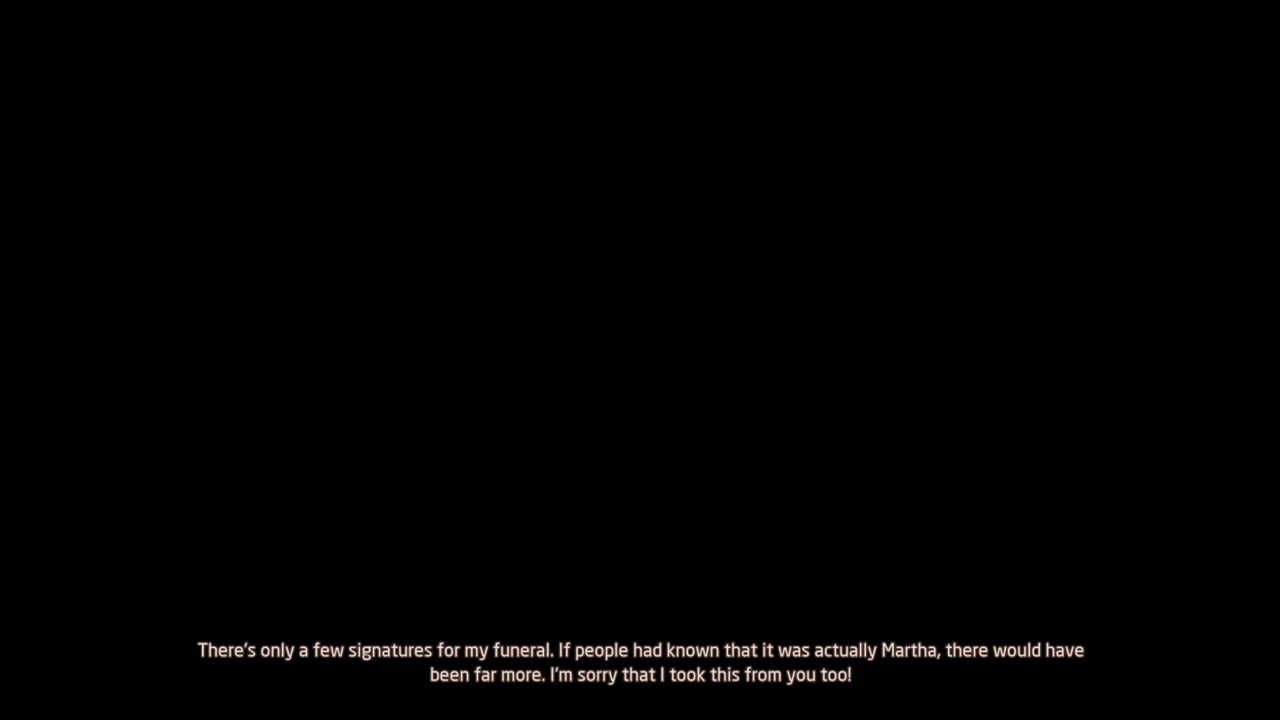 There's only a few signatures for my funeral. If people had known that it was actually Martha, there would have
been far more. I'm sorry that I took this from you too!